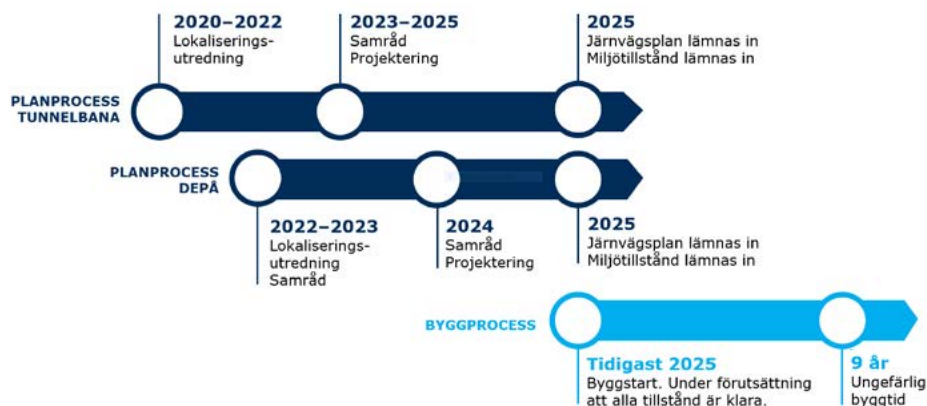 2020–2022
Lokaliserings-
utredning
2023–2025
Samråd
Projektering
2025
Järnvägsplan lämnas in
Miljötillstånd lämnas in
PLANPROCESS
TUNNELBANA
PLANPROCESS
DEPÅ
2022–2023
Lokaliserings-
utredning
Samråd
2024
Samråd
Projektering
2025
Järnvägsplan lämnas in
Miljötillstånd lämnas in
BYGGPROCESS
Tidigast 2025
Byggstart. Under förutsättning
att alla tillstånd är klara.
9 år
Ungefärlig
byggtid